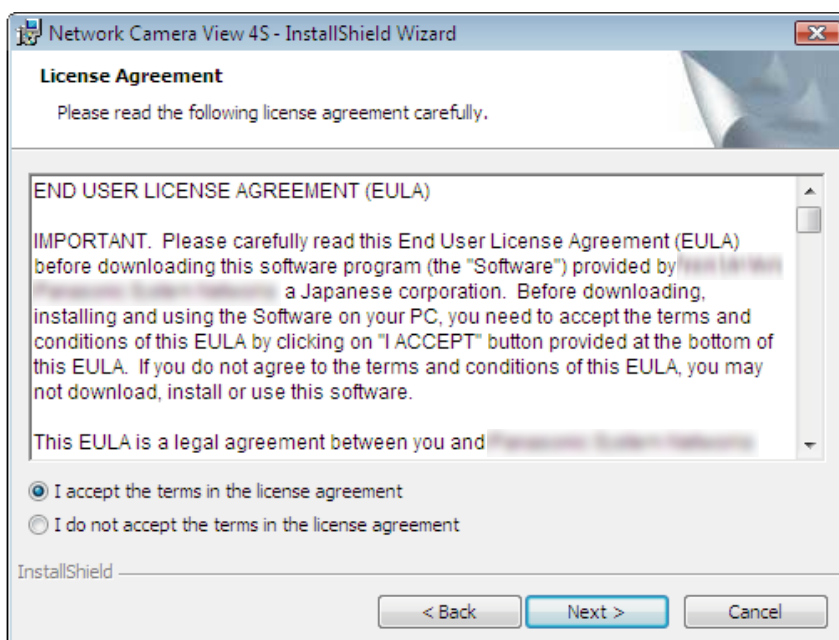 Network Camera View 4S - InstallShield Wizard
License Agreement
Please read the following license agreement carefully.
END USER LICENSE AGREEMENT (EULA)
IMPORTANT.  Please carefully read this End User License Agreement (EULA)
before downloading this software program (the "Software") provided by
a Japanese corporation.  Before downloading,
installing and using the Software on your PC, you need to accept the terms and
conditions of this EULA by clicking on "I ACCEPT" button provided at the bottom of
this EULA.  If you do not agree to the terms and conditions of this EULA, you may
not download, install or use this software.
This EULA is a legal agreement between you and
I accept the terms in the license agreement
I do not accept the terms in the license agreement
InstallShield
< Back
Next >
Cancel